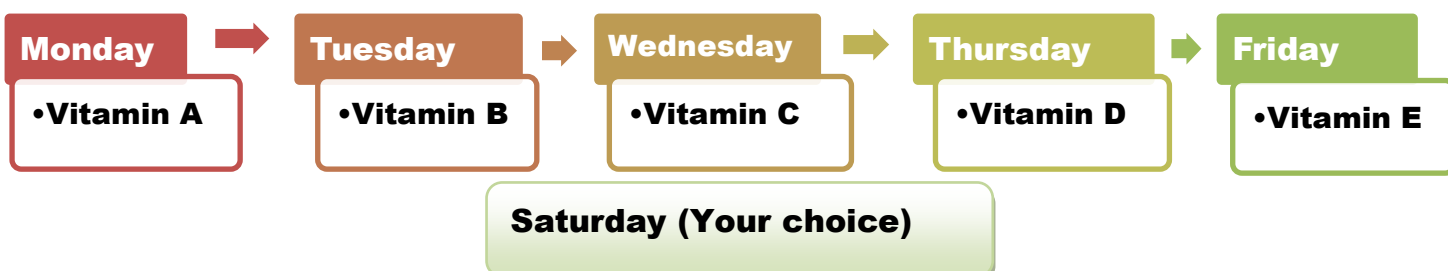 Monday
Tuesday
Wednesday
Thursday
Friday
•Vitamin A
•Vitamin B
•Vitamin C
•Vitamin D
•Vitamin E
Saturday (Your choice)